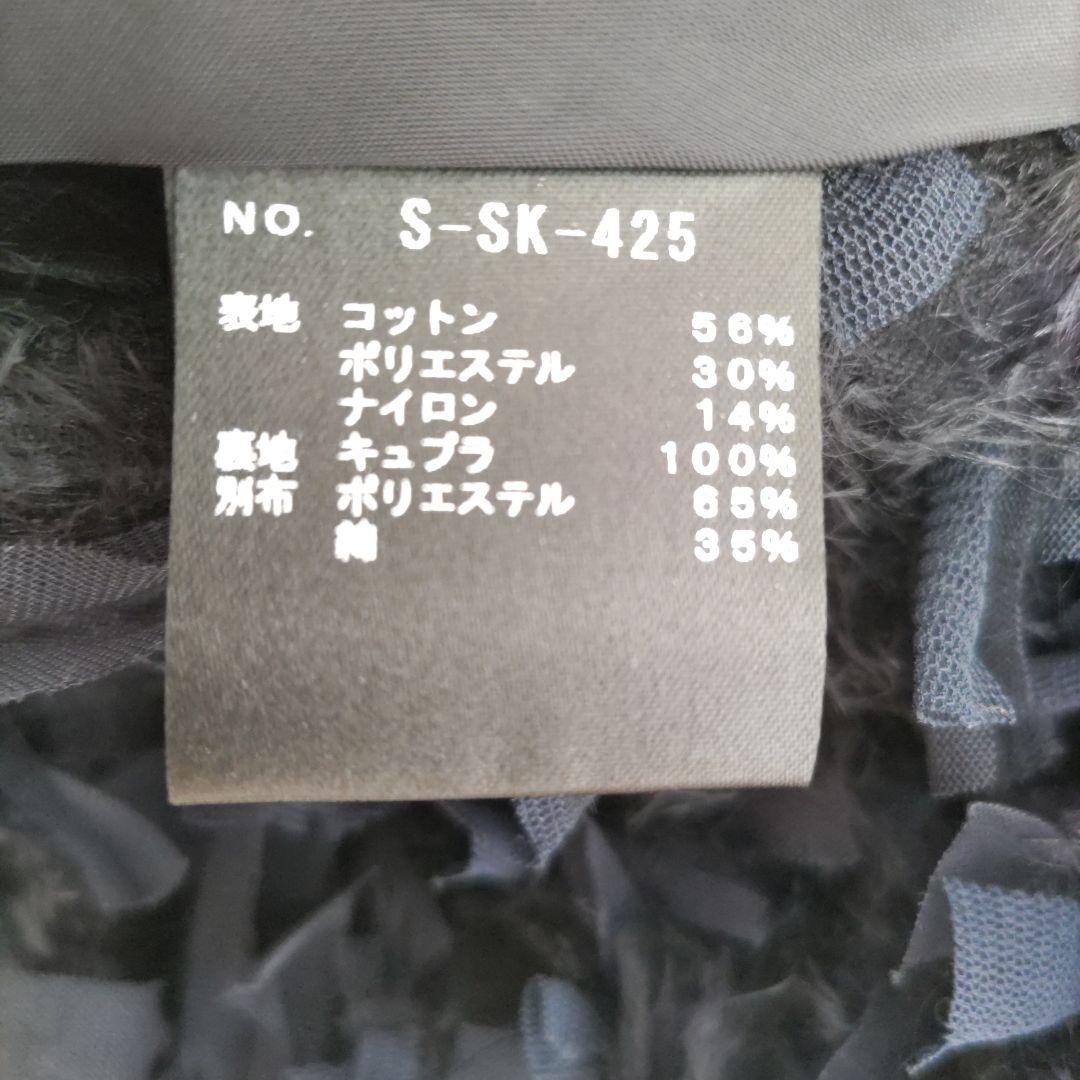 NO. S-SK-425
表地 コットン 56%
ポリエステル 30%
ナイロン 14%
裏地 キュプラ 100%
別布 ポリエステル 65%
綿 35%